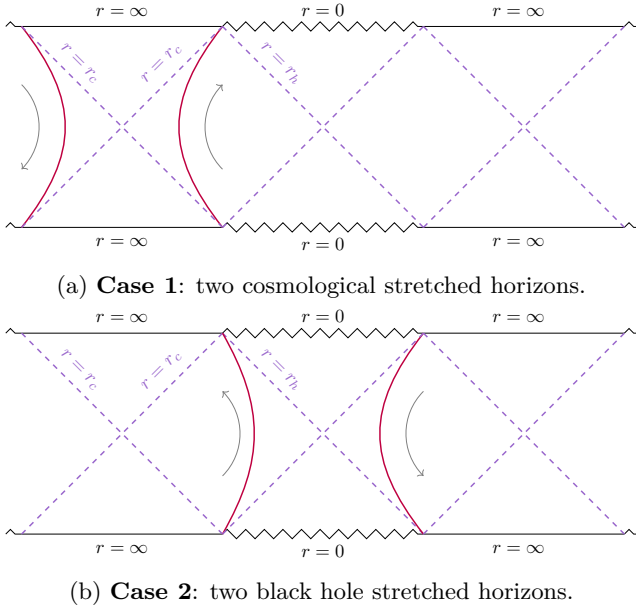 r = ∞ r = 0 r = ∞
r = r_c r = r_c r = r_h
r = ∞ r = 0 r = ∞
(a) Case 1: two cosmological stretched horizons.
r = ∞ r = 0 r = ∞
r = r_c r = r_c r = r_h
r = ∞ r = 0 r = ∞
(b) Case 2: two black hole stretched horizons.